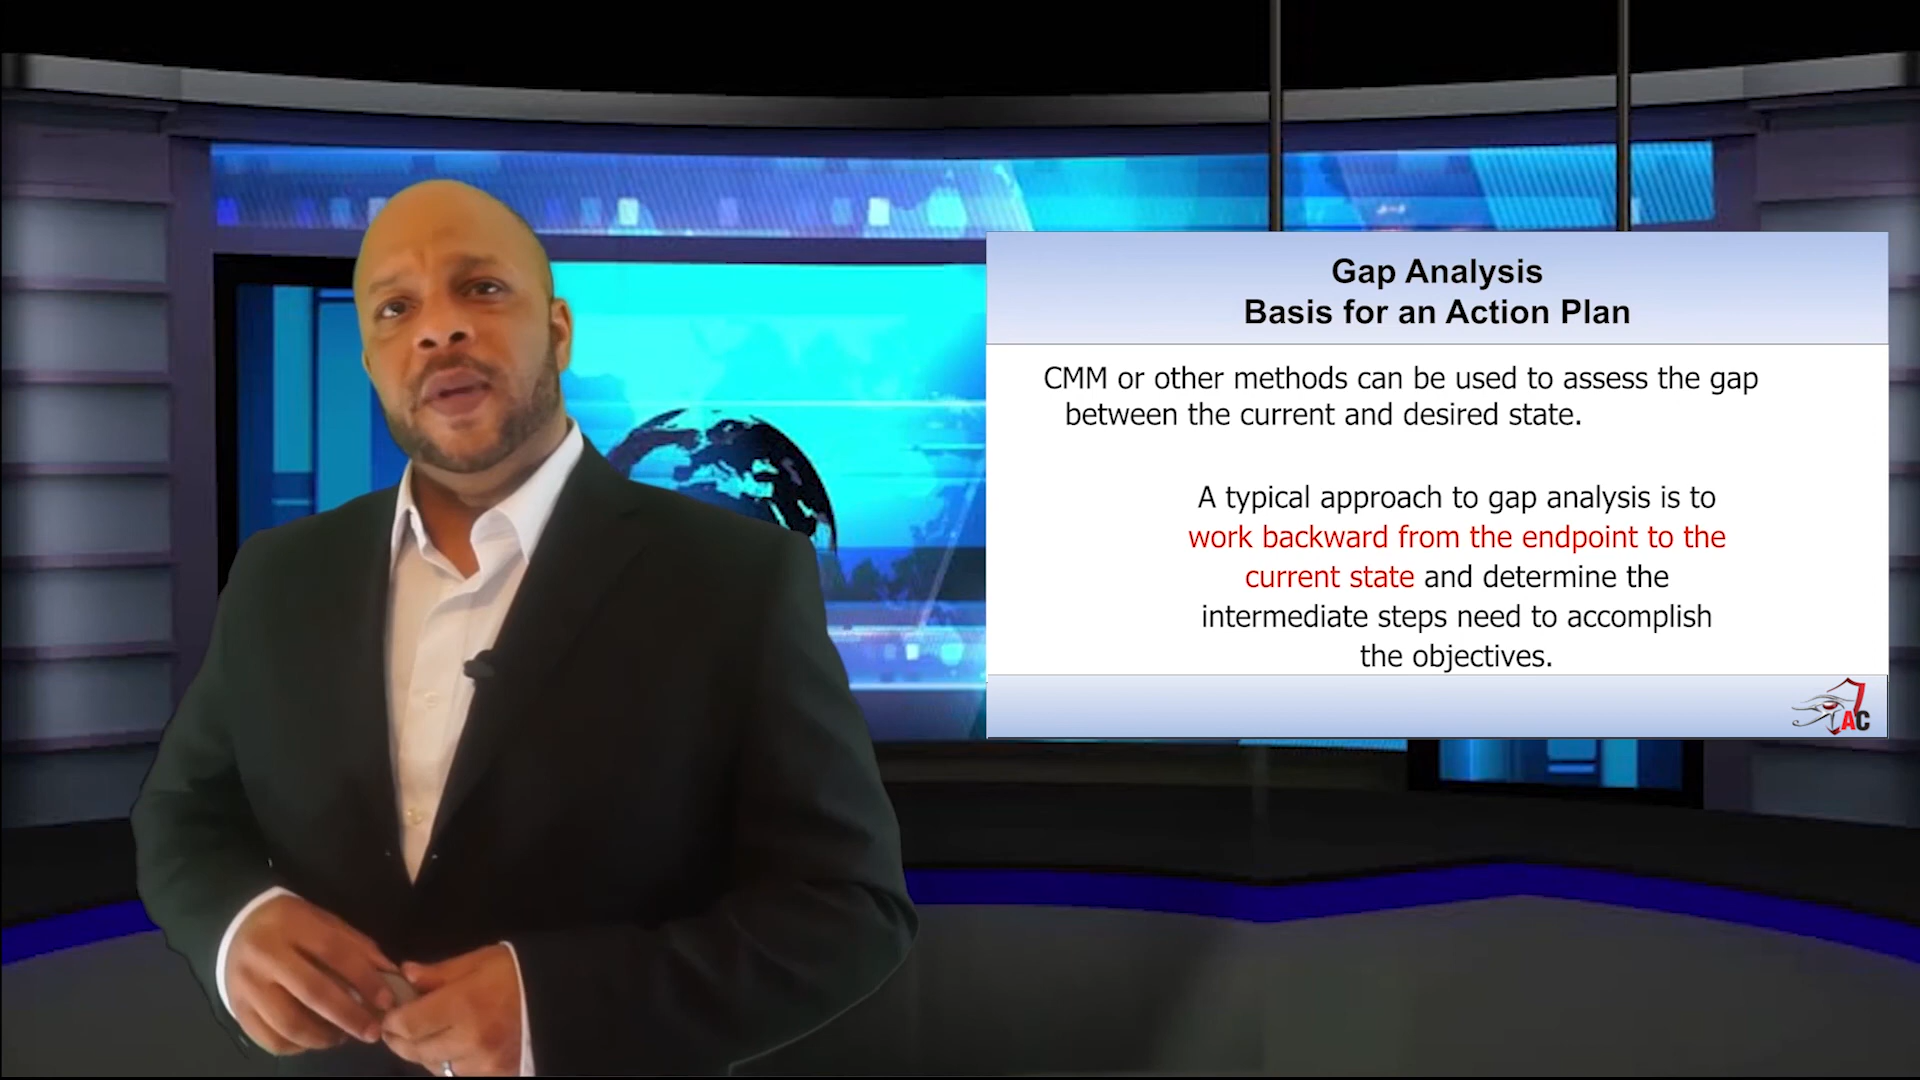 Gap Analysis
Basis for an Action Plan
CMM or other methods can be used to assess the gap
between the current and desired state.
A typical approach to gap analysis is to
work backward from the endpoint to the
current state and determine the
intermediate steps need to accomplish
the objectives.
AC